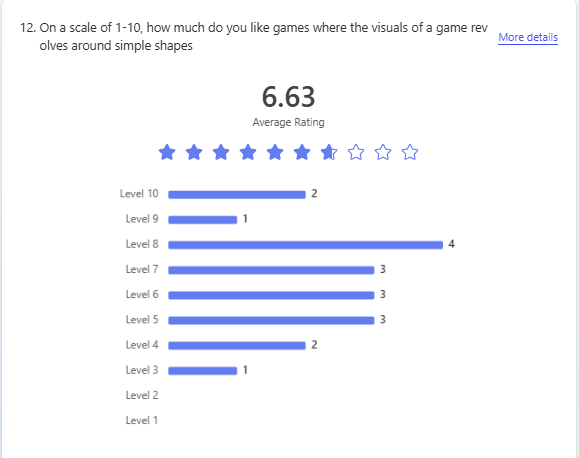 12. On a scale of 1-10, how much do you like games where the visuals of a game rev
olves around simple shapes
More details
6.63
Average Rating
Level 10 2
Level 9 1
Level 8 4
Level 7 3
Level 6 3
Level 5 3
Level 4 2
Level 3 1
Level 2
Level 1